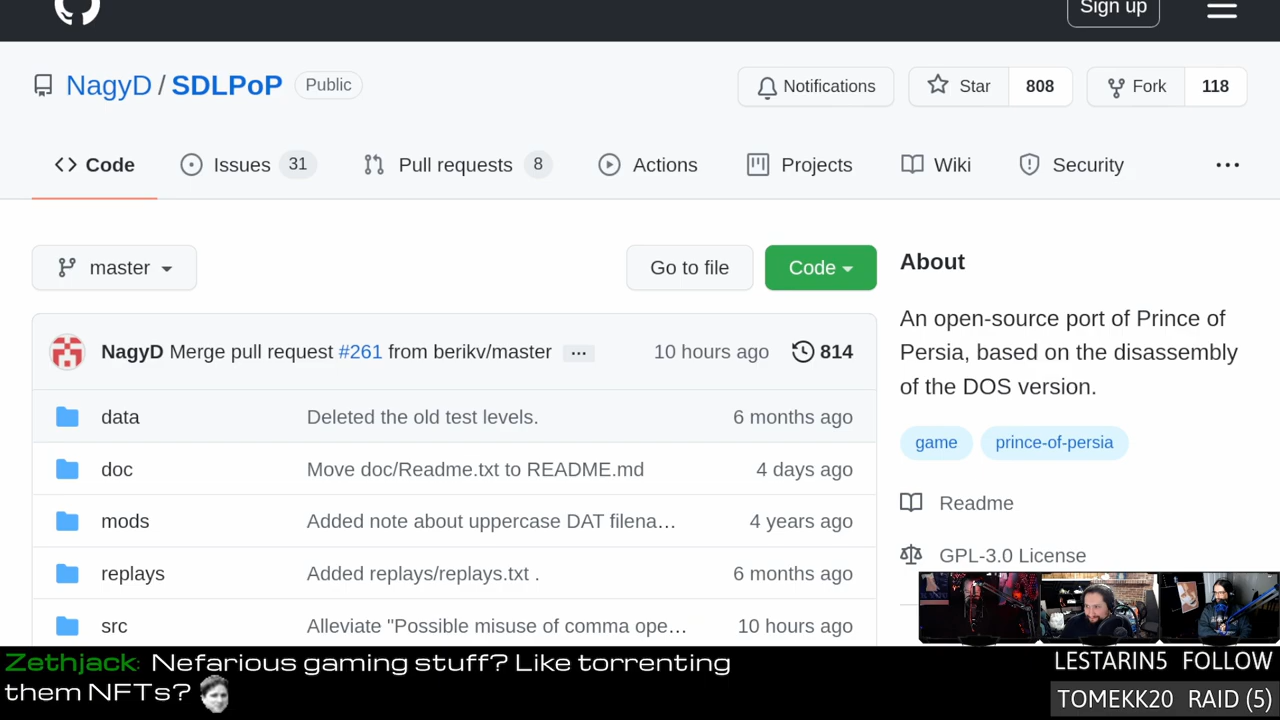 Sign up
NagyD / SDLPoP Public
Notifications Star 808 Fork 118
Code Issues 31 Pull requests 8 Actions Projects Wiki Security ...
master Go to file Code
About
An open-source port of Prince of
Persia, based on the disassembly
of the DOS version.
game prince-of-persia
Readme
GPL-3.0 License
NagyD Merge pull request #261 from berikv/master ... 10 hours ago 814
data Deleted the old test levels. 6 months ago
doc Move doc/Readme.txt to README.md 4 days ago
mods Added note about uppercase DAT filena… 4 years ago
replays Added replays/replays.txt . 6 months ago
src Alleviate "Possible misuse of comma ope… 10 hours ago
Zethjack: Nefarious gaming stuff? Like torrenting
them NFTs?
LESTARIN5 FOLLOW
TOMEKK20 RAID (5)